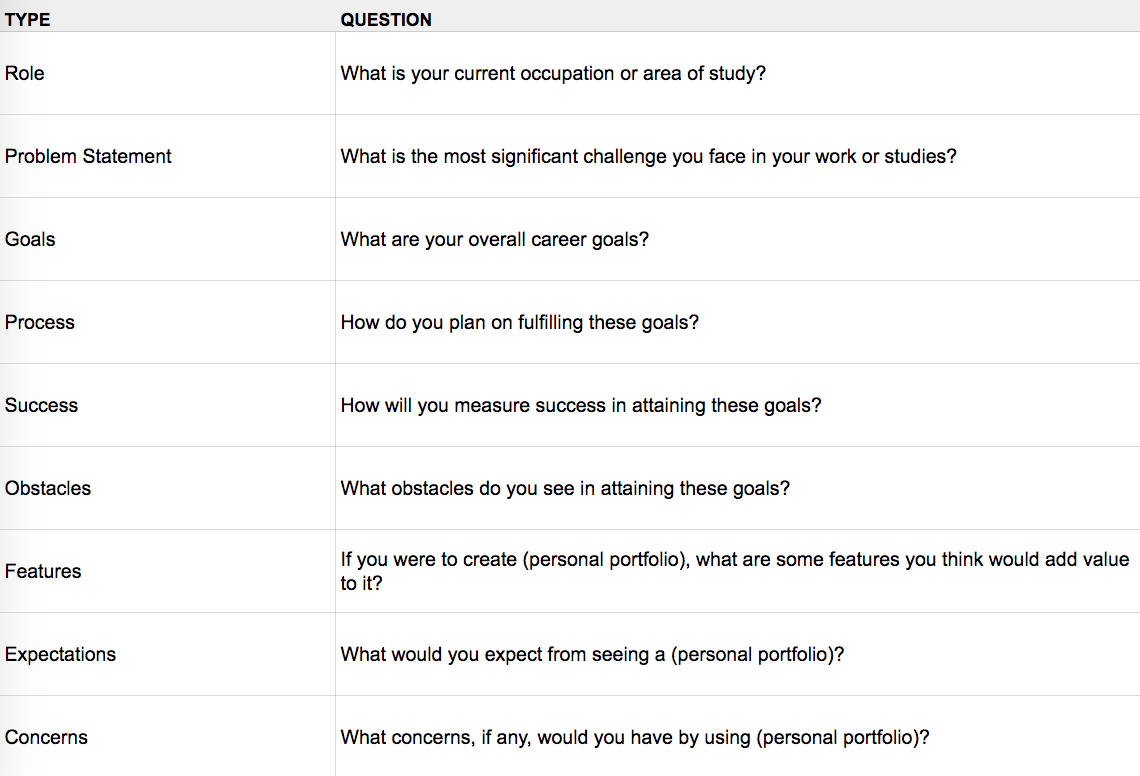 TYPE QUESTION
Role What is your current occupation or area of study?
Problem Statement What is the most significant challenge you face in your work or studies?
Goals What are your overall career goals?
Process How do you plan on fulfilling these goals?
Success How will you measure success in attaining these goals?
Obstacles What obstacles do you see in attaining these goals?
Features If you were to create (personal portfolio), what are some features you think would add value
to it?
Expectations What would you expect from seeing a (personal portfolio)?
Concerns What concerns, if any, would you have by using (personal portfolio)?